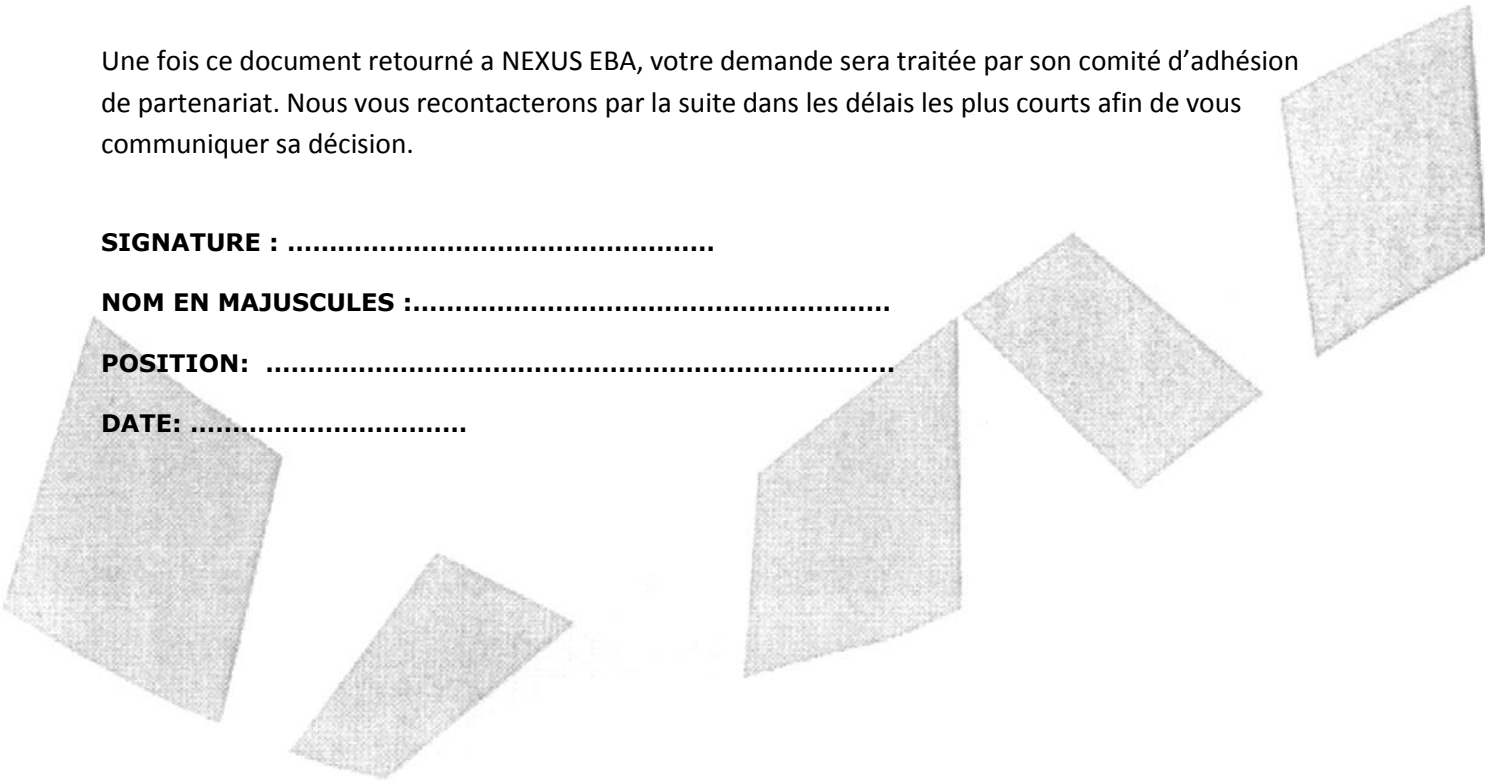 Une fois ce document retourné a NEXUS EBA, votre demande sera traitée par son comité d’adhésion
de partenariat. Nous vous recontacterons par la suite dans les délais les plus courts afin de vous
communiquer sa décision.
SIGNATURE : ...................................................
NOM EN MAJUSCULES :.........................................................
POSITION:  ...........................................................................
DATE: .................................